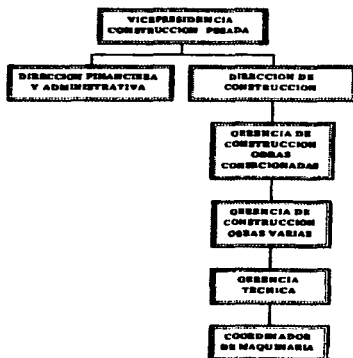 VICEPRESIDENCIA
CONSTRUCCION PESADA
DIRECCION FINANCIERA
Y ADMINISTRATIVA
DIRECCION DE
CONSTRUCCION
GERENCIA DE
CONSTRUCCION
OBRAS
CONCESIONADAS
GERENCIA DE
CONSTRUCCION
OBRAS VARIAS
GERENCIA
TECNICA
COORDINADOR
DE MAQUINARIA